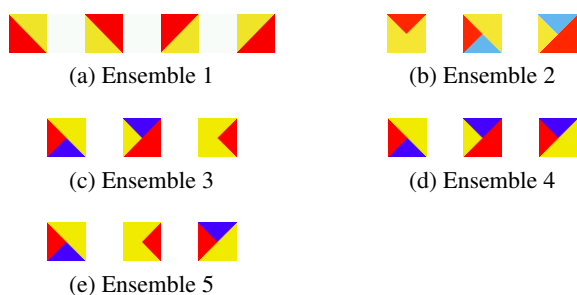 (a) Ensemble 1
(b) Ensemble 2
(c) Ensemble 3
(d) Ensemble 4
(e) Ensemble 5